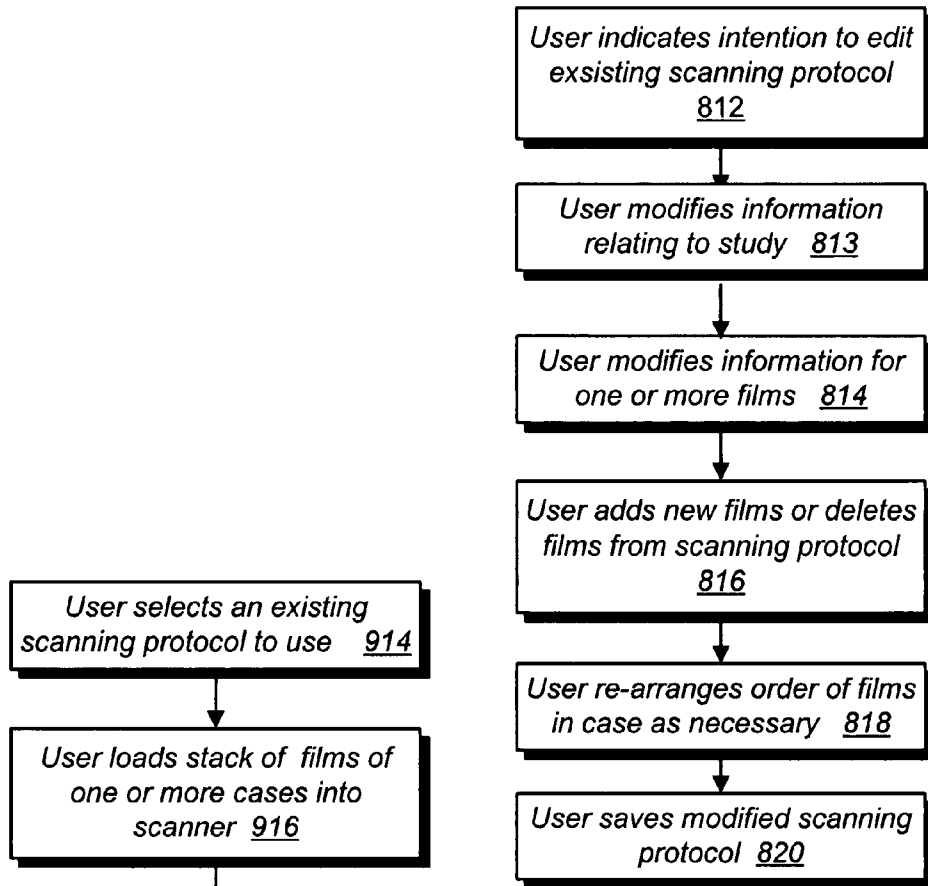 User indicates intention to edit
exsisting scanning protocol
812
User modifies information
relating to study 813
User modifies information for
one or more films 814
User adds new films or deletes
films from scanning protocol
816
User re-arranges order of films
in case as necessary 818
User saves modified scanning
protocol 820
User selects an existing
scanning protocol to use 914
User loads stack of films of
one or more cases into
scanner 916